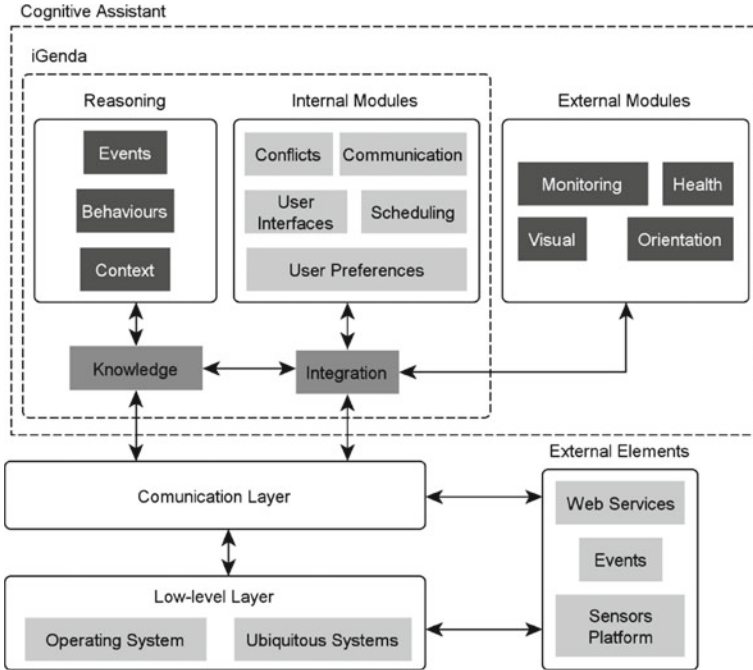 Cognitive Assistant
iGenda
Reasoning
Events
Behaviours
Context
Internal Modules
Conflicts
Communication
User
Interfaces
Scheduling
User Preferences
External Modules
Monitoring
Health
Visual
Orientation
Knowledge
Integration
Comunication Layer
External Elements
Web Services
Events
Sensors
Platform
Low-level Layer
Operating System
Ubiquitous Systems